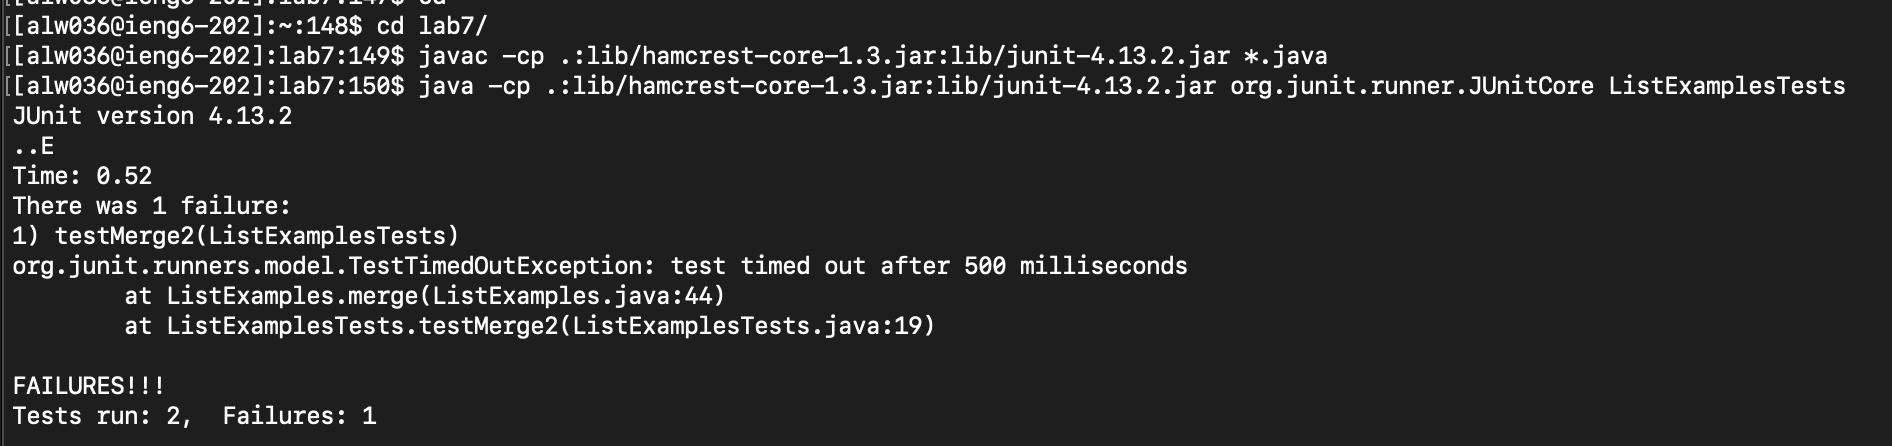 [[alw036@ieng6-202]:~:148$ cd lab7/
[[alw036@ieng6-202]:lab7:149$ javac -cp .:lib/hamcrest-core-1.3.jar:lib/junit-4.13.2.jar *.java
[[alw036@ieng6-202]:lab7:150$ java -cp .:lib/hamcrest-core-1.3.jar:lib/junit-4.13.2.jar org.junit.runner.JUnitCore ListExamplesTests
JUnit version 4.13.2
..E
Time: 0.52
There was 1 failure:
1) testMerge2(ListExamplesTests)
org.junit.runners.model.TestTimedOutException: test timed out after 500 milliseconds
        at ListExamples.merge(ListExamples.java:44)
        at ListExamplesTests.testMerge2(ListExamplesTests.java:19)

FAILURES!!!
Tests run: 2,  Failures: 1